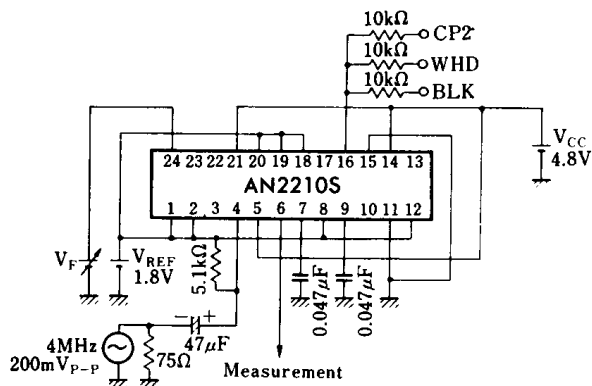 10kΩ
CP2
10kΩ
WHD
10kΩ
BLK
24 23 22 21 20 19 18 17 16 15 14 13
AN2210S
1 2 3 4 5 6 7 8 9 10 11 12
VCC
4.8V
VF
VREF
1.8V
5.1kΩ
0.047μF
0.047μF
4MHz
200mVP-P
75Ω
47μF
− +
Measurement